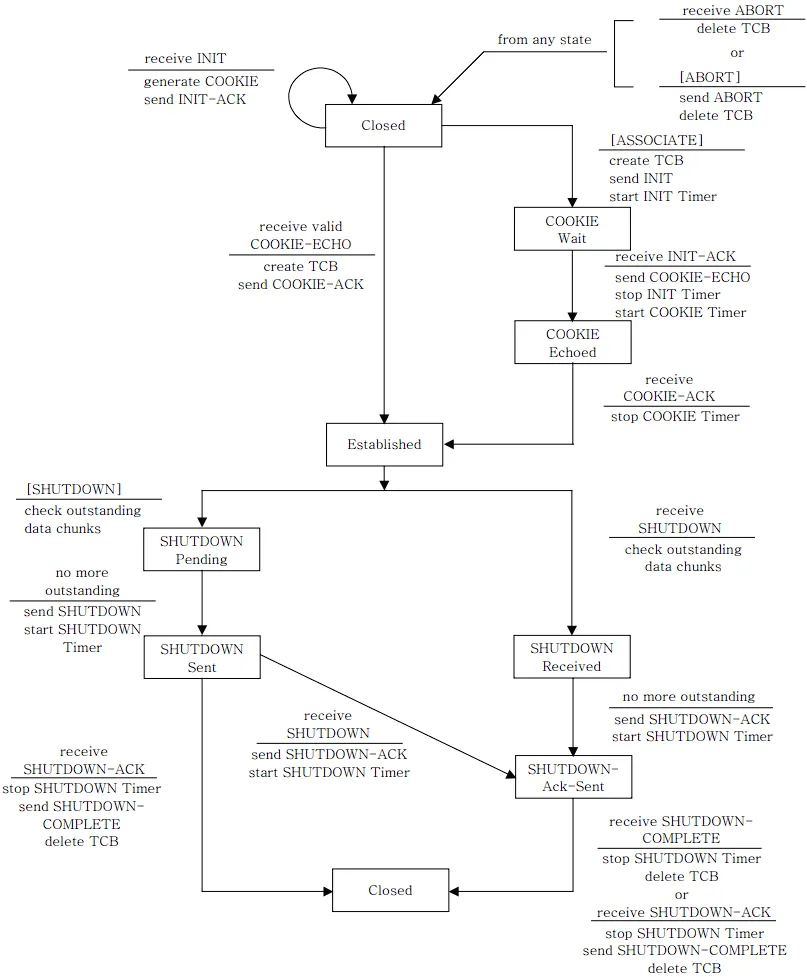 receive ABORT
delete TCB
or
[ABORT]
send ABORT
delete TCB
from any state
receive INIT
generate COOKIE
send INIT-ACK
Closed
[ASSOCIATE]
create TCB
send INIT
start INIT Timer
COOKIE
Wait
receive valid
COOKIE-ECHO
create TCB
send COOKIE-ACK
receive INIT-ACK
send COOKIE-ECHO
stop INIT Timer
start COOKIE Timer
COOKIE
Echoed
receive
COOKIE-ACK
stop COOKIE Timer
Established
[SHUTDOWN]
check outstanding
data chunks
receive
SHUTDOWN
check outstanding
data chunks
SHUTDOWN
Pending
no more
outstanding
send SHUTDOWN
start SHUTDOWN
Timer
SHUTDOWN
Sent
SHUTDOWN
Received
no more outstanding
send SHUTDOWN-ACK
start SHUTDOWN Timer
receive
SHUTDOWN
send SHUTDOWN-ACK
start SHUTDOWN Timer
SHUTDOWN-
Ack-Sent
receive
SHUTDOWN-ACK
stop SHUTDOWN Timer
send SHUTDOWN-
COMPLETE
delete TCB
receive SHUTDOWN-
COMPLETE
stop SHUTDOWN Timer
delete TCB
or
receive SHUTDOWN-ACK
stop SHUTDOWN Timer
send SHUTDOWN-COMPLETE
delete TCB
Closed